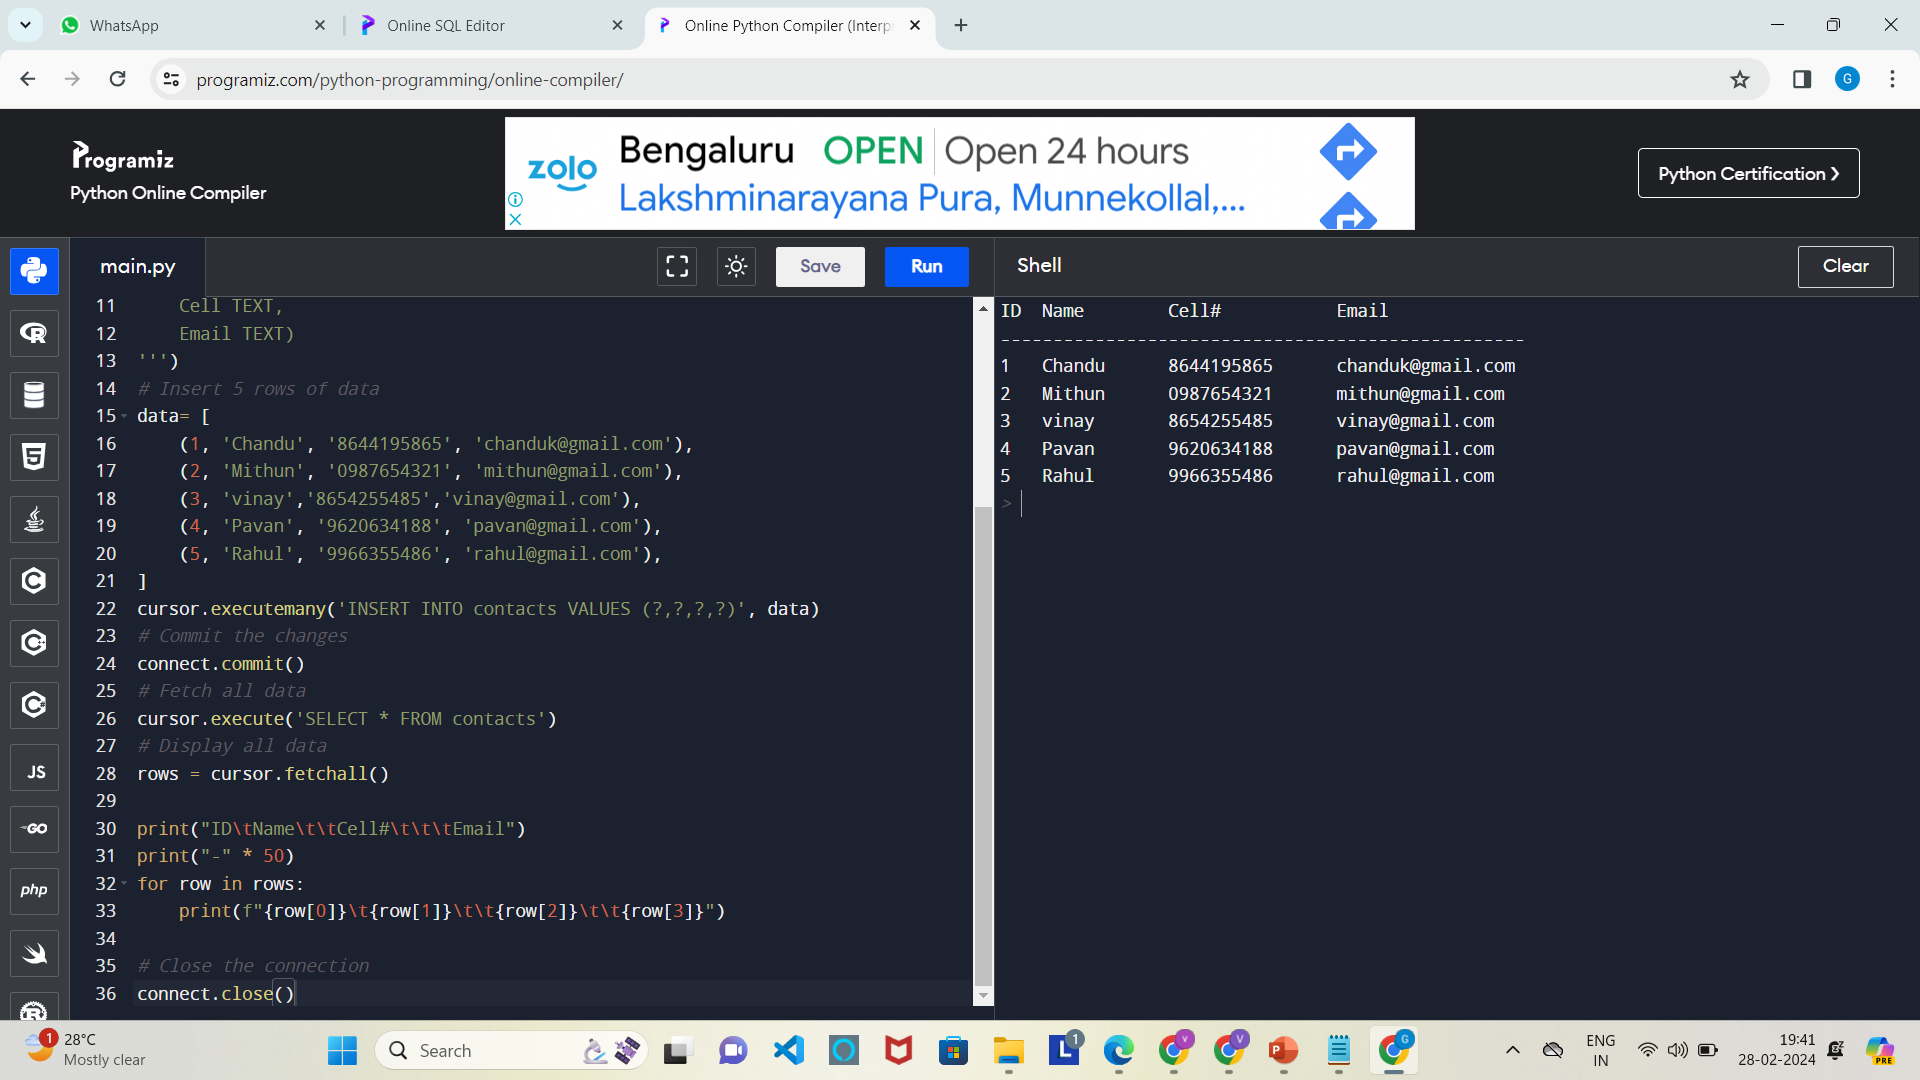 WhatsApp
Online SQL Editor
Online Python Compiler (Interp
programiz.com/python-programming/online-compiler/
G
Programiz
Python Online Compiler
zolo
Bengaluru OPEN Open 24 hours
Lakshminarayana Pura, Munnekollal,...
Python Certification ❯
main.py
Save
Run
Shell
Clear
11 Cell TEXT,
12 Email TEXT)
13 ''')
14 # Insert 5 rows of data
15 data= [
16 (1, 'Chandu', '8644195865', 'chanduk@gmail.com'),
17 (2, 'Mithun', '0987654321', 'mithun@gmail.com'),
18 (3, 'vinay','8654255485','vinay@gmail.com'),
19 (4, 'Pavan', '9620634188', 'pavan@gmail.com'),
20 (5, 'Rahul', '9966355486', 'rahul@gmail.com'),
21 ]
22 cursor.executemany('INSERT INTO contacts VALUES (?,?,?,?)', data)
23 # Commit the changes
24 connect.commit()
25 # Fetch all data
26 cursor.execute('SELECT * FROM contacts')
27 # Display all data
28 rows = cursor.fetchall()
29
30 print("ID\tName\t\tCell#\t\t\tEmail")
31 print("-" * 50)
32 for row in rows:
33 print(f"{row[0]}\t{row[1]}\t\t{row[2]}\t\t{row[3]}")
34
35 # Close the connection
36 connect.close()
ID Name Cell# Email
--------------------------------------------------
1 Chandu 8644195865 chanduk@gmail.com
2 Mithun 0987654321 mithun@gmail.com
3 vinay 8654255485 vinay@gmail.com
4 Pavan 9620634188 pavan@gmail.com
5 Rahul 9966355486 rahul@gmail.com
>
R
5
C
C
C
JS
GO
php
R
1
28°C
Mostly clear
Search
L
1
V
V
P
G
ENG
IN
19:41
28-02-2024
PRE